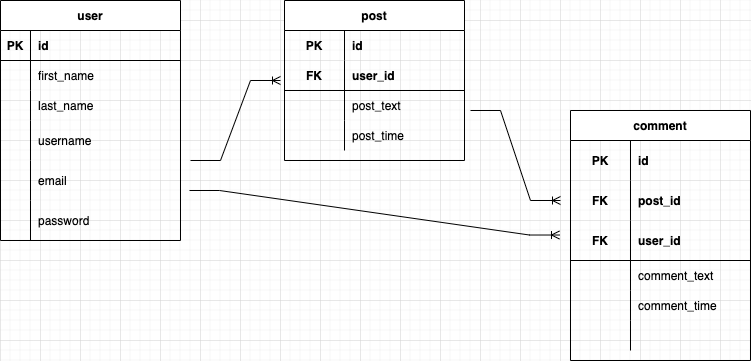 user
PK id
first_name
last_name
username
email
password
post
PK id
FK user_id
post_text
post_time
comment
PK id
FK post_id
FK user_id
comment_text
comment_time